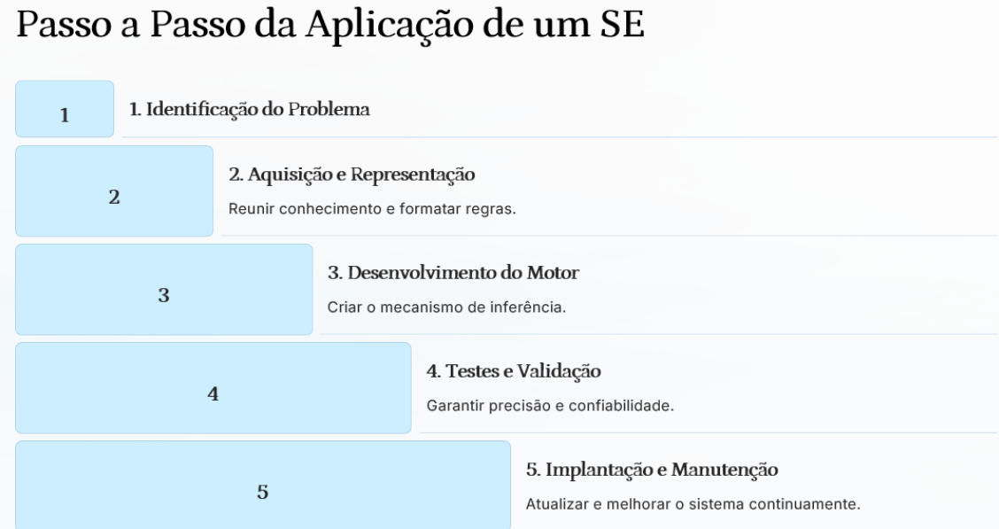 Passo a Passo da Aplicação de um SE
1
1. Identificação do Problema
2
2. Aquisição e Representação
Reunir conhecimento e formatar regras.
3
3. Desenvolvimento do Motor
Criar o mecanismo de inferência.
4
4. Testes e Validação
Garantir precisão e confiabilidade.
5
5. Implantação e Manutenção
Atualizar e melhorar o sistema continuamente.